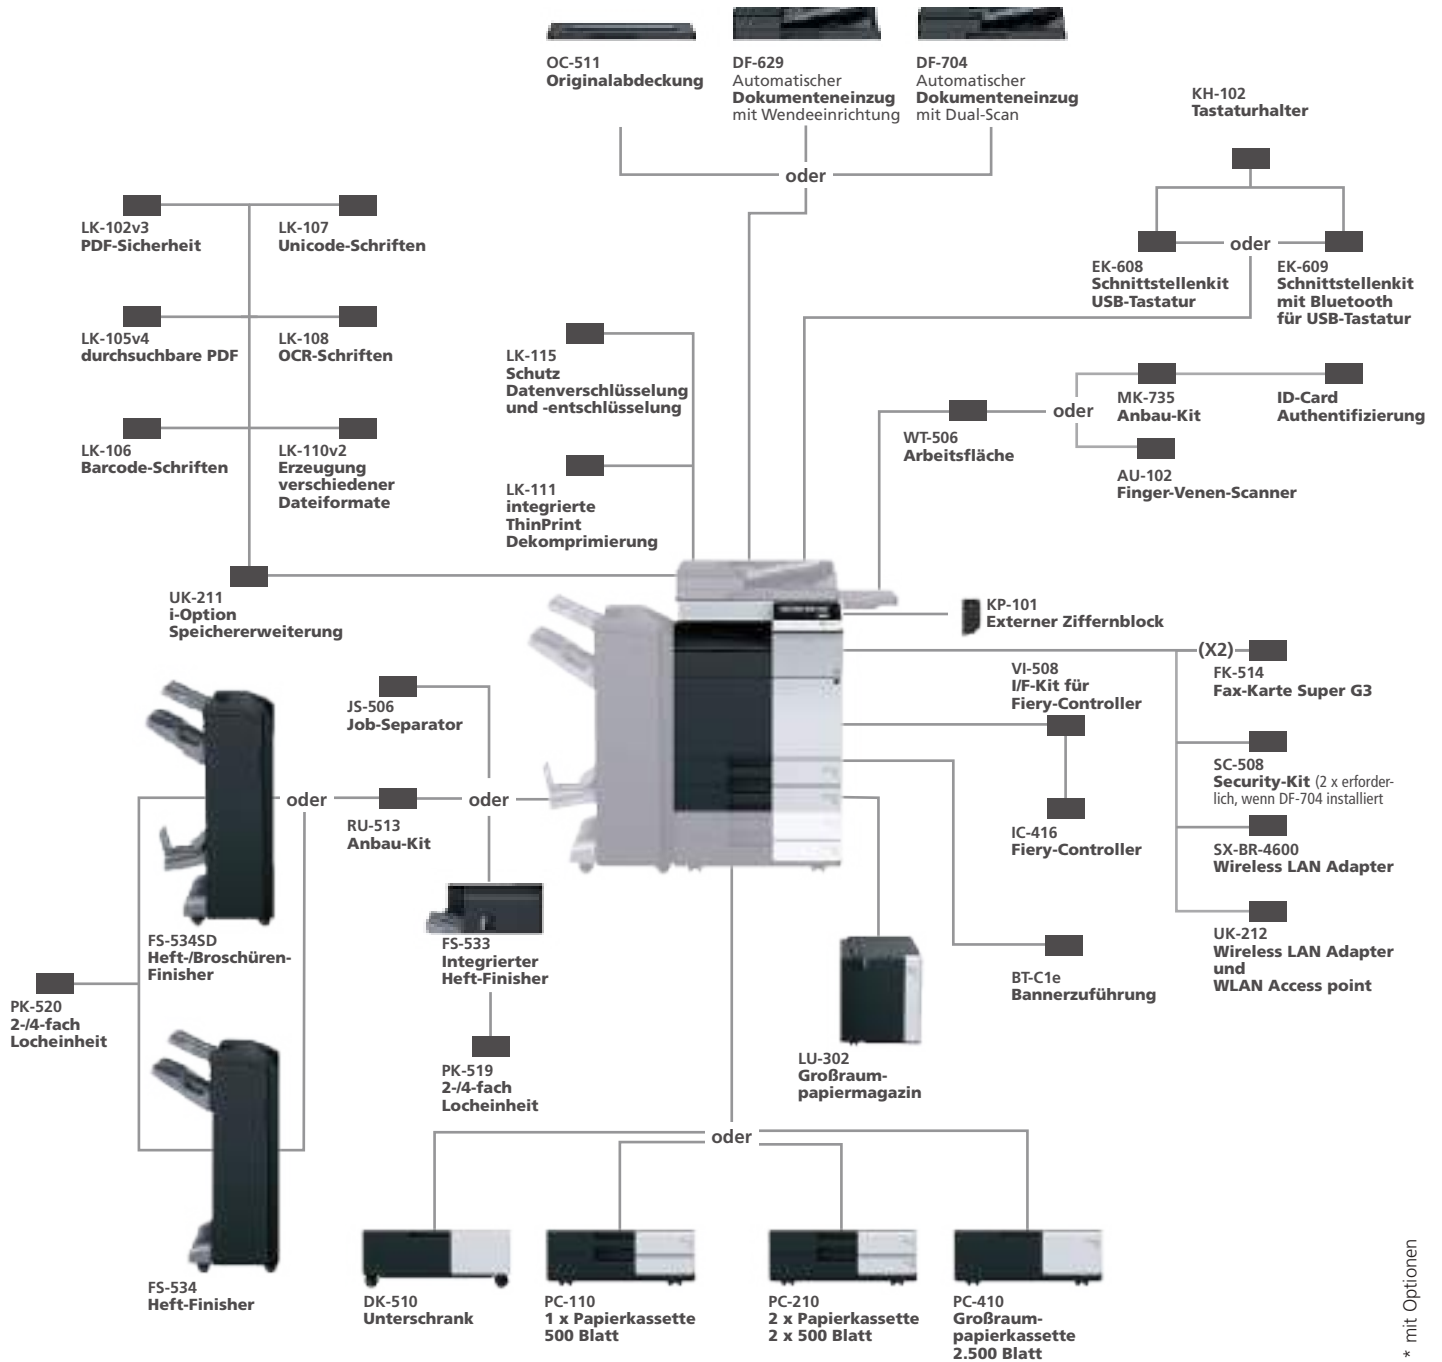 OC-511
Originalabdeckung
DF-629
Automatischer
Dokumenteneinzug
mit Wendeeinrichtung
DF-704
Automatischer
Dokumenteneinzug
mit Dual-Scan
oder
KH-102
Tastaturhalter
oder
EK-608
Schnittstellenkit
USB-Tastatur
EK-609
Schnittstellenkit
mit Bluetooth
für USB-Tastatur
LK-102v3
PDF-Sicherheit
LK-107
Unicode-Schriften
LK-105v4
durchsuchbare PDF
LK-108
OCR-Schriften
LK-106
Barcode-Schriften
LK-110v2
Erzeugung
verschiedener
Dateiformate
LK-115
Schutz
Datenverschlüsselung
und -entschlüsselung
LK-111
integrierte
ThinPrint
Dekomprimierung
UK-211
i-Option
Speichererweiterung
WT-506
Arbeitsfläche
oder
MK-735
Anbau-Kit
ID-Card
Authentifizierung
AU-102
Finger-Venen-Scanner
KP-101
Externer Ziffernblock
(X2)
FK-514
Fax-Karte Super G3
VI-508
I/F-Kit für
Fiery-Controller
SC-508
Security-Kit (2 x erforder-
lich, wenn DF-704 installiert
IC-416
Fiery-Controller
SX-BR-4600
Wireless LAN Adapter
UK-212
Wireless LAN Adapter
und
WLAN Access point
BT-C1e
Bannerzuführung
LU-302
Großraum-
papiermagazin
JS-506
Job-Separator
oder
RU-513
Anbau-Kit
oder
FS-534SD
Heft-/Broschüren-
Finisher
FS-533
Integrierter
Heft-Finisher
PK-520
2-/4-fach
Locheinheit
PK-519
2-/4-fach
Locheinheit
FS-534
Heft-Finisher
oder
DK-510
Unterschrank
PC-110
1 x Papierkassette
500 Blatt
PC-210
2 x Papierkassette
2 x 500 Blatt
PC-410
Großraum-
papierkassette
2.500 Blatt
* mit Optionen